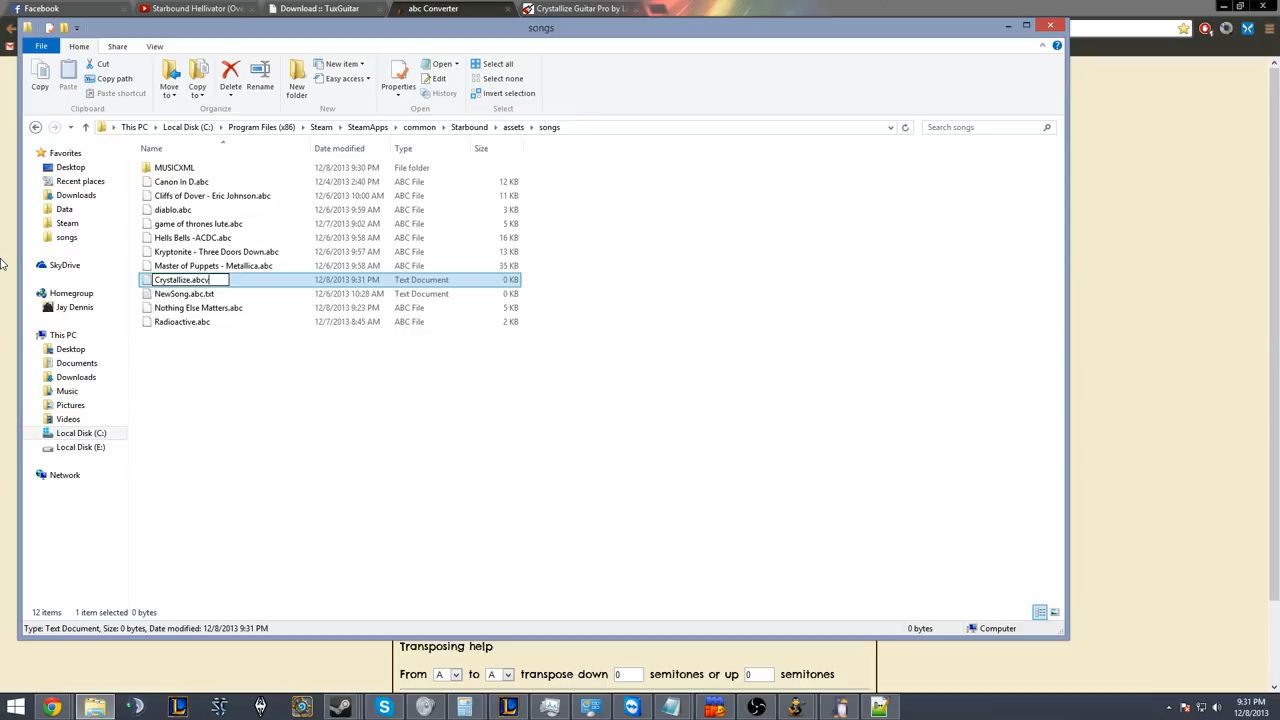 Facebook
Starbound Hellivator (Ove
Download :: TuxGuitar
abc Converter
Crystallize Guitar Pro by Li
songs
File
Home
Share
View
Copy
Paste
Cut
Copy path
Paste shortcut
Clipboard
Move to
Copy to
Delete
Rename
Organize
New folder
New item
Easy access
New
Properties
Open
Edit
History
Open
Select all
Select none
Invert selection
Select
This PC
Local Disk (C:)
Program Files (x86)
Steam
SteamApps
common
Starbound
assets
songs
Search songs
Name
Date modified
Type
Size
Favorites
Desktop
Recent places
Downloads
Data
Steam
songs
SkyDrive
Homegroup
Jay Dennis
This PC
Desktop
Documents
Downloads
Music
Pictures
Videos
Local Disk (C:)
Local Disk (E:)
Network
MUSICXML 12/8/2013 9:30 PM File folder
Canon In D.abc 12/4/2013 2:40 PM ABC File 12 KB
Cliffs of Dover - Eric Johnson.abc 12/6/2013 10:00 AM ABC File 11 KB
diablo.abc 12/6/2013 9:59 AM ABC File 3 KB
game of thrones lute.abc 12/7/2013 9:02 AM ABC File 5 KB
Hells Bells -ACDC.abc 12/6/2013 9:58 AM ABC File 16 KB
Kryptonite - Three Doors Down.abc 12/6/2013 9:57 AM ABC File 13 KB
Master of Puppets - Metallica.abc 12/6/2013 9:58 AM ABC File 35 KB
Crystallize.abcv 12/8/2013 9:31 PM Text Document 0 KB
NewSong.abc.txt 12/6/2013 10:28 AM Text Document 0 KB
Nothing Else Matters.abc 12/8/2013 9:23 PM ABC File 5 KB
Radioactive.abc 12/7/2013 8:45 AM ABC File 2 KB
12 items 1 item selected 0 bytes
Type: Text Document, Size: 0 bytes, Date modified: 12/8/2013 9:31 PM
0 bytes
Computer
Transposing help
From A to A transpose down 0 semitones or up 0 semitones
9:31 PM
12/8/2013